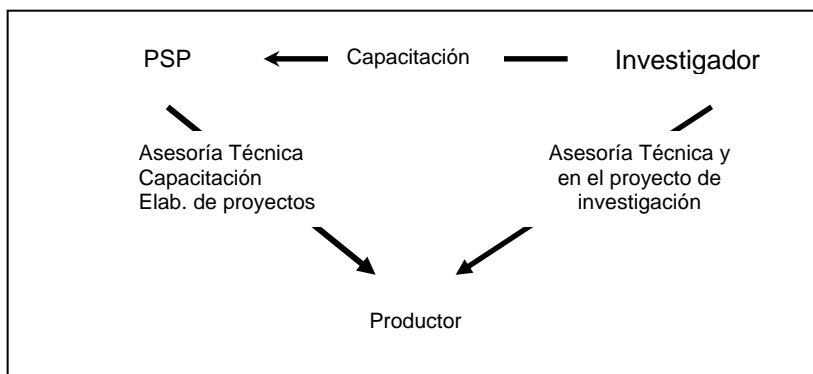 PSP
Capacitación
Investigador
Asesoría Técnica
Capacitación
Elab. de proyectos
Asesoría Técnica y
en el proyecto de
investigación
Productor